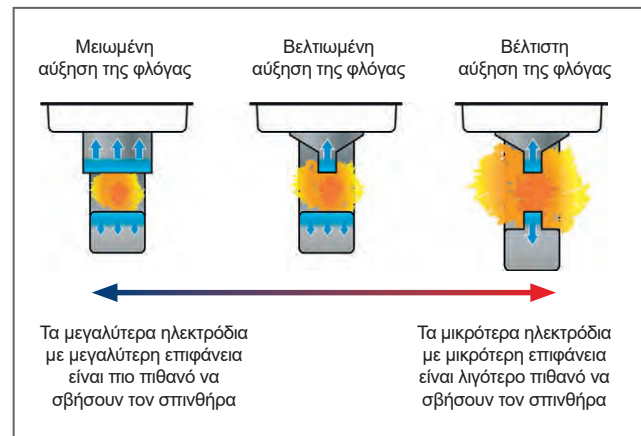 Μειωμένη
αύξηση της φλόγας
Βελτιωμένη
αύξηση της φλόγας
Βέλτιστη
αύξηση της φλόγας
Τα μεγαλύτερα ηλεκτρόδια
με μεγαλύτερη επιφάνεια
είναι πιο πιθανό να
σβήσουν τον σπινθήρα
Τα μικρότερα ηλεκτρόδια
με μικρότερη επιφάνεια
είναι λιγότερο πιθανό να
σβήσουν τον σπινθήρα